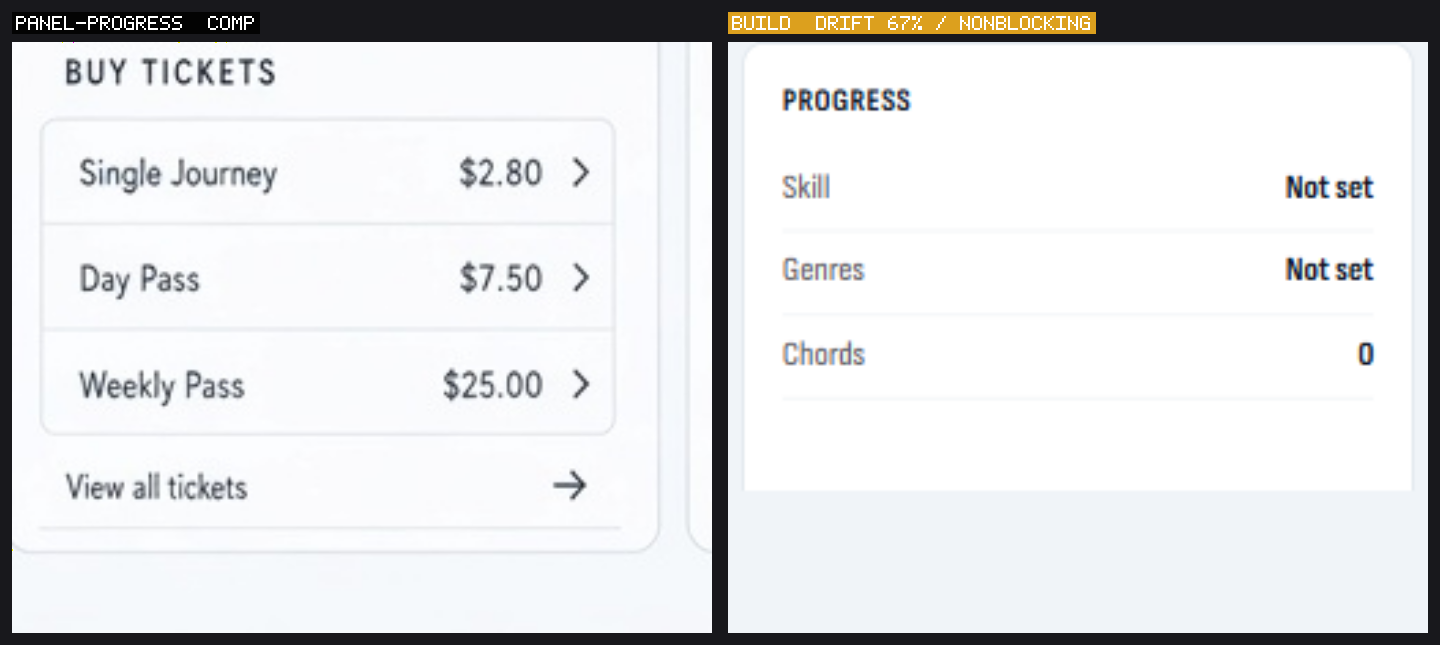 PANEL-PROGRESS COMP
BUY TICKETS
Single Journey $2.80
Day Pass $7.50
Weekly Pass $25.00
View all tickets
BUILD DRIFT 67% / NONBLOCKING
PROGRESS
Skill Not set
Genres Not set
Chords 0